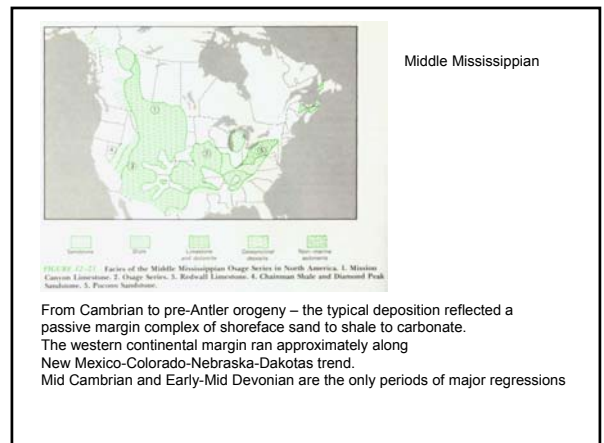 Middle Mississippian
Sandstone Shale Limestone and dolomite Geosynclinal deposits Non-marine sediments
FIGURE 12-21. Facies of the Middle Mississippian Osage Series in North America. 1. Mission
Canyon Limestone. 2. Osage Series. 3. Redwall Limestone. 4. Chainman Shale and Diamond Peak
Sandstone. 5. Pocono Sandstone.
From Cambrian to pre-Antler orogeny – the typical deposition reflected a
passive margin complex of shoreface sand to shale to carbonate.
The western continental margin ran approximately along
New Mexico-Colorado-Nebraska-Dakotas trend.
Mid Cambrian and Early-Mid Devonian are the only periods of major regressions